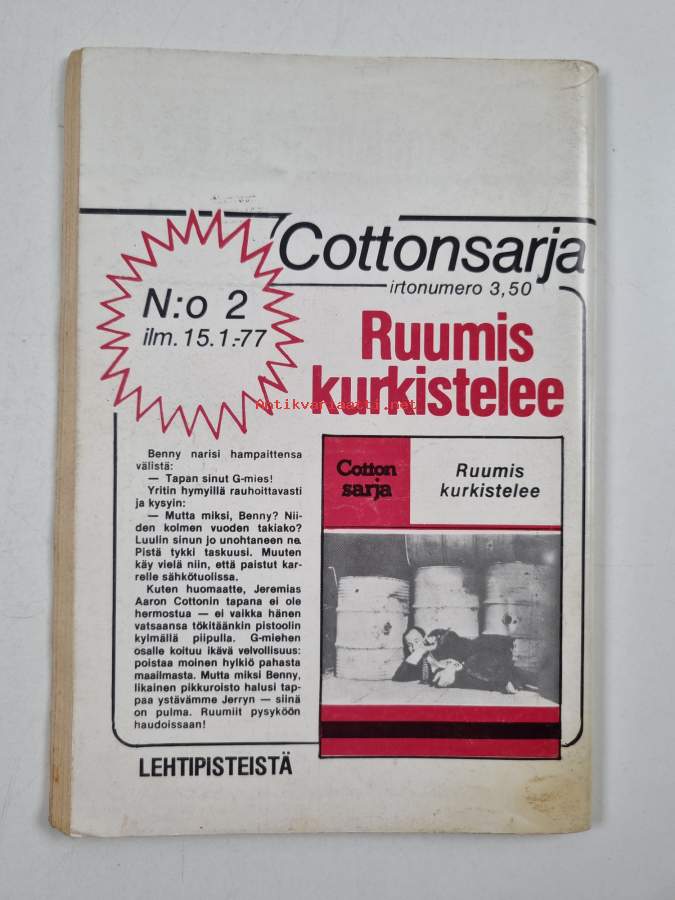 Cottonsarja
irtonumero 3,50
N:o 2
ilm. 15.1.-77
Ruumis
kurkistelee
Antikvariaatti.net
Benny narisi hampaittensa
välistä:
— Tapan sinut G-mies!
Yritin hymyillä rauhoittavasti
ja kysyin:
— Mutta miksi, Benny? Nii-
den kolmen vuoden takiako?
Luulin sinun jo unohtaneen ne.
Pistä tykki taskuusi. Muuten
käy vielä niin, että paistut kar-
relle sähkötuolissa.
Kuten huomaatte, Jeremias
Aaron Cottonin tapana ei ole
hermostua — ei vaikka hänen
vatsaansa tökitäänkin pistoolin
kylmällä piipulla. G-miehen
osalle koituu ikävä velvollisuus:
poistaa moinen hylkiö pahasta
maailmasta. Mutta miksi Benny,
likainen pikkuroisto halusi tap-
paa ystävämme Jerryn — siinä
on pulma. Ruumiit pysyköön
haudoissaan!
Cotton
sarja
Ruumis
kurkistelee
LEHTIPISTEISTÄ